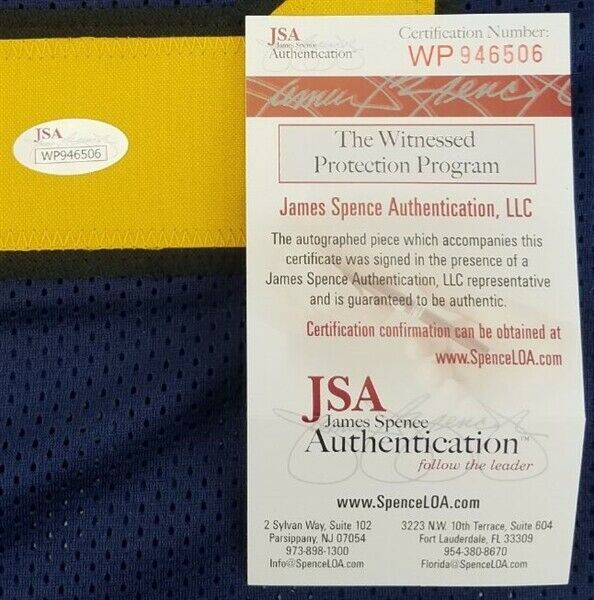 JSA
WP946506
JSA
James Spence
Authentication
Certification Number:
WP 946506
James Spence
The Witnessed
Protection Program
James Spence Authentication, LLC
The autographed piece which accompanies this
certificate was signed in the presence of a
James Spence Authentication, LLC representative
and is guaranteed to be authentic.
Certification confirmation can be obtained at
www.SpenceLOA.com
JSA
James Spence
Authentication™
follow the leader
www.SpenceLOA.com
2 Sylvan Way, Suite 102
Parsippany, NJ 07054
973-898-1300
Info@SpenceLOA.com
3223 N.W. 10th Terrace, Suite 604
Fort Lauderdale, FL 33309
954-380-8670
Florida@SpenceLOA.com